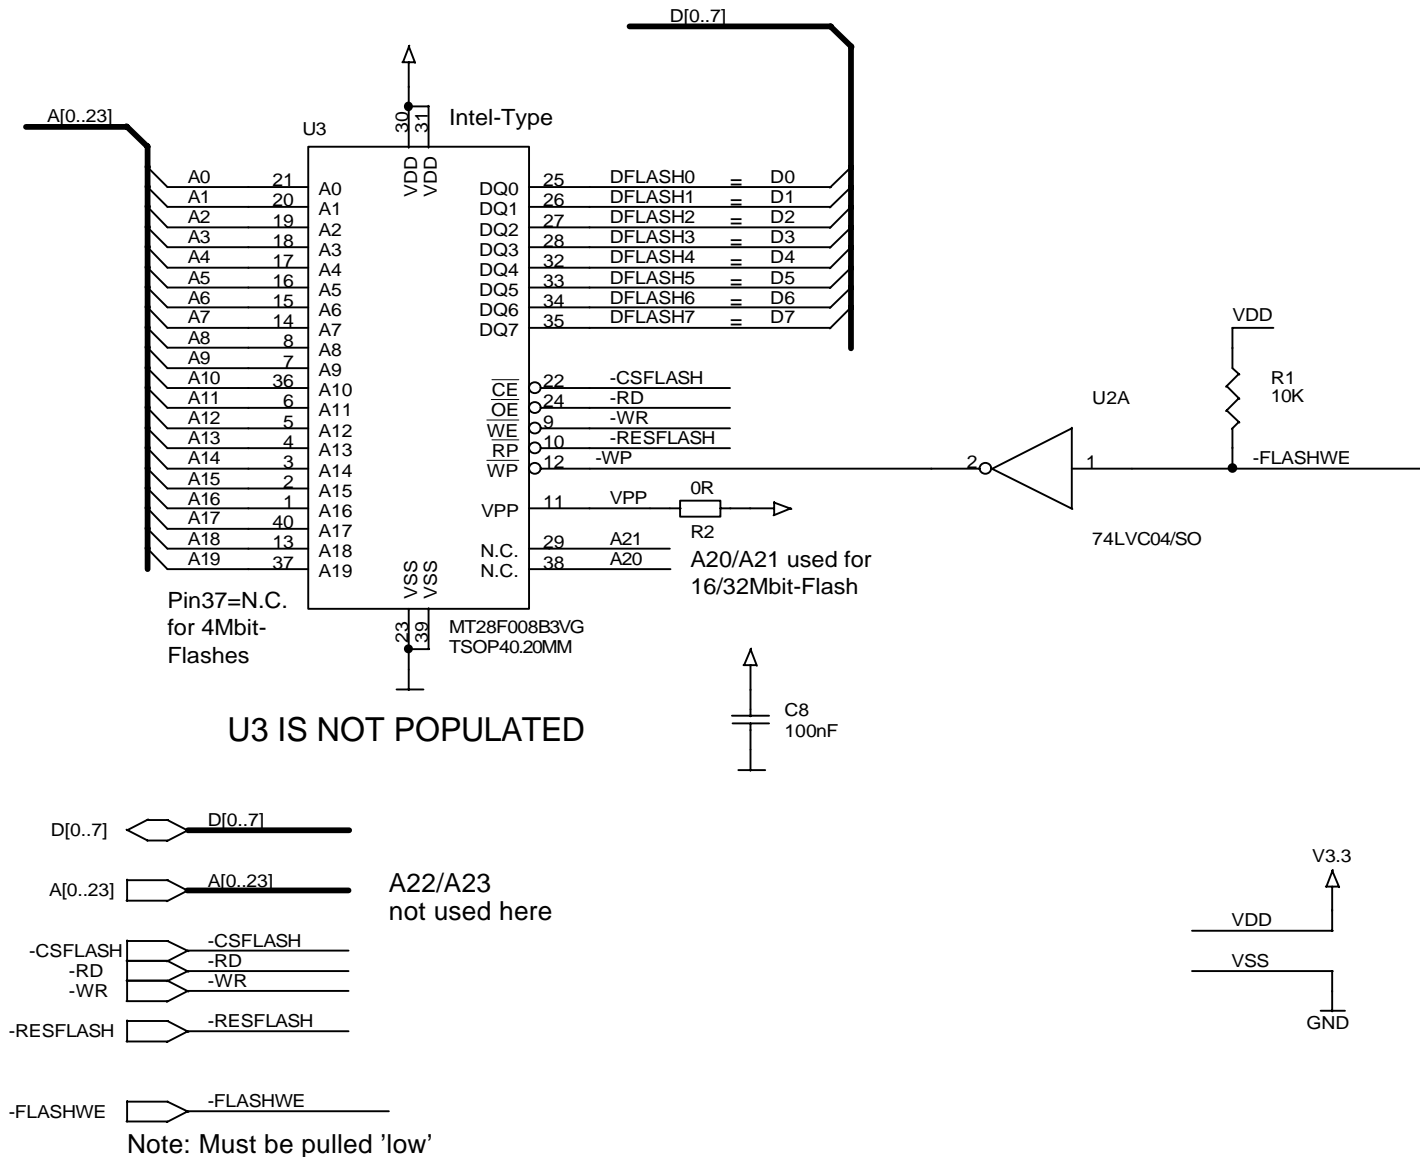 D[0..7]
A[0..23]
U3
30
31
Intel-Type
VDD
VDD
A0 21 A0 DQ0 25 DFLASH0 = D0
A1 20 A1 DQ1 26 DFLASH1 = D1
A2 19 A2 DQ2 27 DFLASH2 = D2
A3 18 A3 DQ3 28 DFLASH3 = D3
A4 17 A4 DQ4 32 DFLASH4 = D4
A5 16 A5 DQ5 33 DFLASH5 = D5
A6 15 A6 DQ6 34 DFLASH6 = D6
A7 14 A7 DQ7 35 DFLASH7 = D7
A8 8 A8
A9 7 A9
A10 36 A10 CE 22 -CSFLASH
A11 6 A11 OE 24 -RD
A12 5 A12 WE 9 -WR
A13 4 A13 RP 10 -RESFLASH
A14 3 A14 WP 12 -WP
A15 2 A15
A16 1 A16 VPP 11 VPP 0R
R2
A17 40 A17
A18 13 A18 N.C. 29 A21
A19 37 A19 N.C. 38 A20
VDD
R1
10K
U2A
2
1
-FLASHWE
74LVC04/SO
A20/A21 used for
16/32Mbit-Flash
VSS
VSS
23
39
Pin37=N.C.
for 4Mbit-
Flashes
MT28F008B3VG
TSOP40.20MM
U3 IS NOT POPULATED
C8
100nF
D[0..7] D[0..7]
A[0..23] A[0..23]
A22/A23
not used here
-CSFLASH -CSFLASH
-RD -RD
-WR -WR
-RESFLASH -RESFLASH
-FLASHWE -FLASHWE
Note: Must be pulled 'low'
V3.3
VDD
VSS
GND